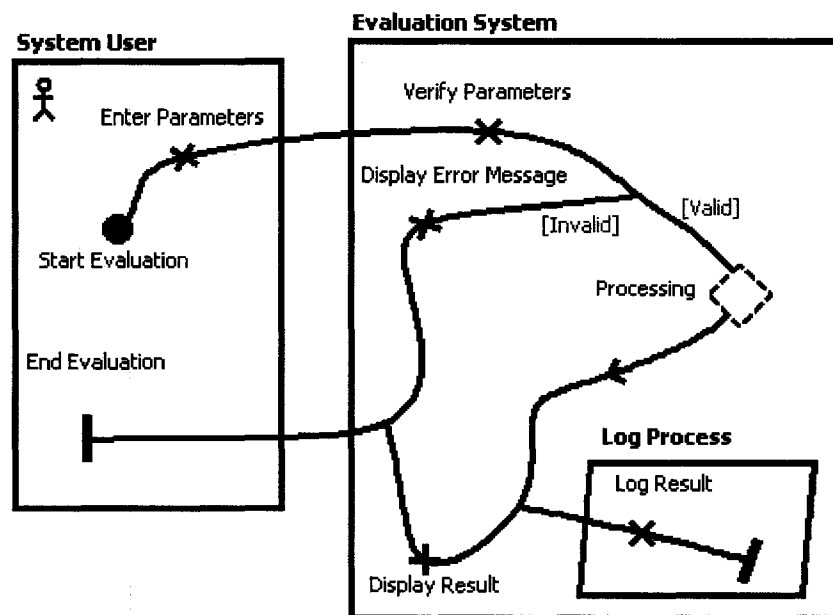 Evaluation System
System User
Verify Parameters
Enter Parameters
Display Error Message
[Invalid]
[Valid]
Start Evaluation
Processing
End Evaluation
Log Process
Log Result
Display Result